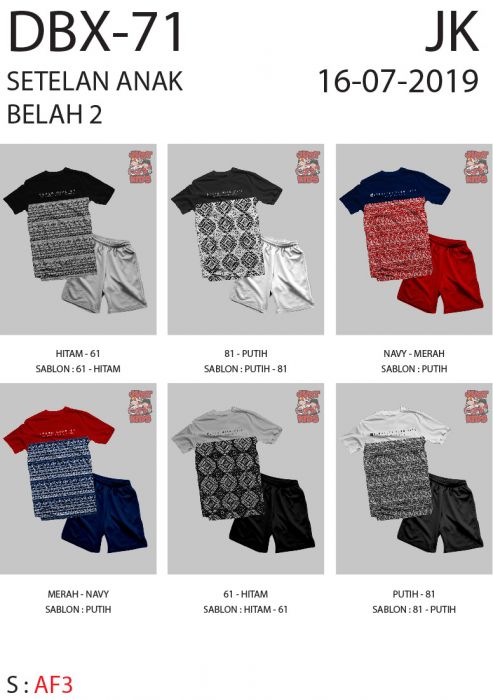 DBX-71
JK
SETELAN ANAK
16-07-2019
BELAH 2
HITAM - 61
SABLON : 61 - HITAM
81 - PUTIH
SABLON : PUTIH - 81
NAVY - MERAH
SABLON : PUTIH
MERAH - NAVY
SABLON : PUTIH
61 - HITAM
SABLON : HITAM - 61
PUTIH - 81
SABLON : 81 - PUTIH
S : AF3